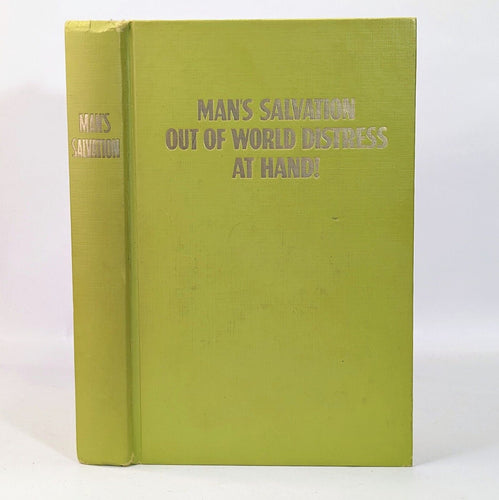 MAN'S
SALVATION
MAN'S SALVATION
OUT OF WORLD DISTRESS
AT HAND!